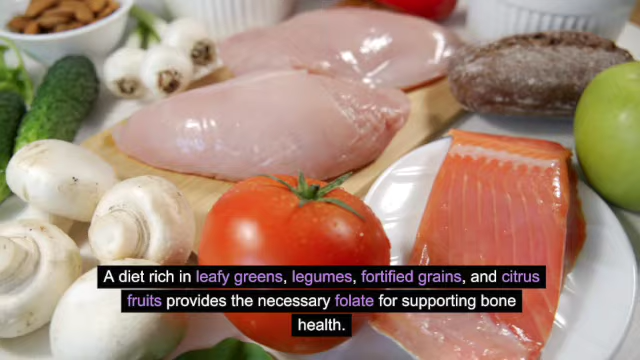 A diet rich in leafy greens, legumes, fortified grains, and citrus
fruits provides the necessary folate for supporting bone
health.